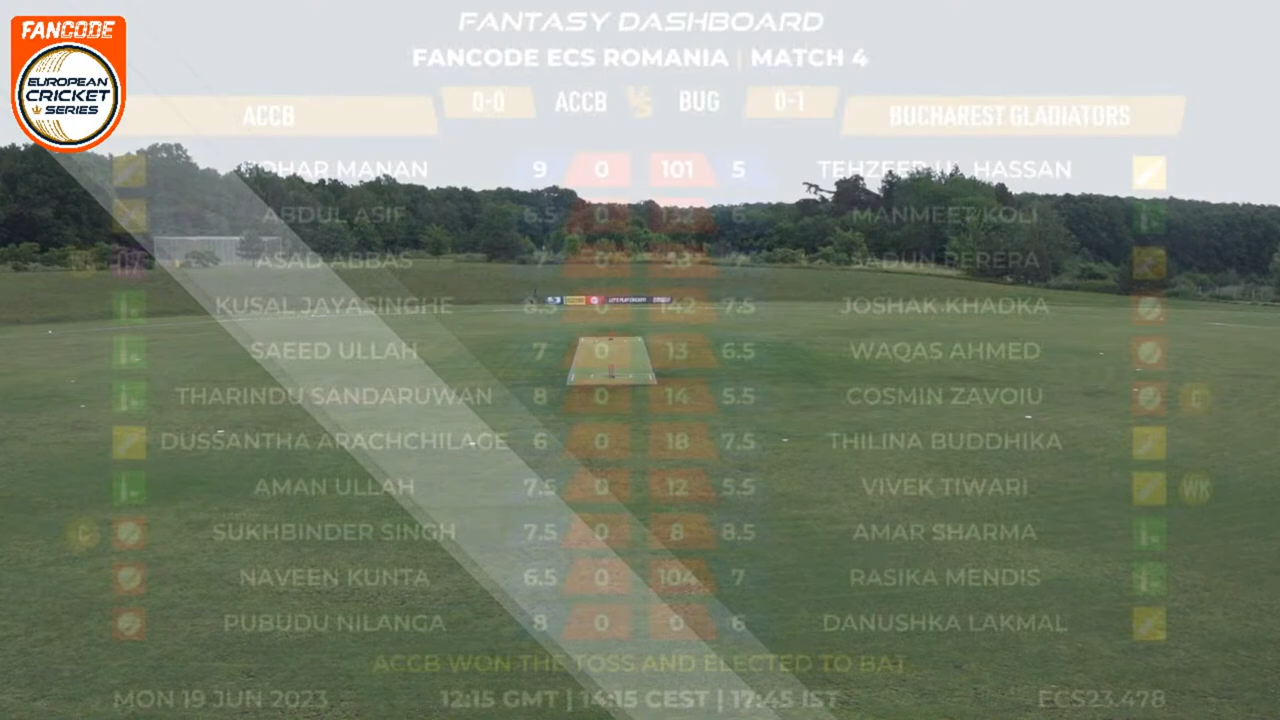 FANCODE
EUROPEAN
CRICKET
SERIES
FANTASY DASHBOARD
FANCODE ECS ROMANIA | MATCH 4
ACCB 0-0 ACCB VS BUG 0-1 BUCHAREST GLADIATORS
MANAN 9 0 101 5 HASSAN
ABDUL ASIF 6.5 0 6 MANMEET KOLI
ASAD ABBAS 7 0 SADUN PERERA
KUSAL JAYASINGHE 8.5 0 142 7.5 JOSHAK KHADKA
SAEED ULLAH 7 0 13 6.5 WAQAS AHMED
THARINDU SANDARUWAN 8 0 14 5.5 COSMIN ZAVOIU C
DUSSANTHA ARACHCHILAGE 6 0 18 7.5 THILINA BUDDHIKA
AMAN ULLAH 7.5 0 12 5.5 VIVEK TIWARI WK
C SUKHBINDER SINGH 7.5 0 8 8.5 AMAR SHARMA
NAVEEN KUNTA 6.5 0 104 7 RASIKA MENDIS
PUBUDU NILANGA 8 0 0 6 DANUSHKA LAKMAL
ACCB WON THE TOSS AND ELECTED TO BAT
MON 19 JUN 2023 12:15 GMT | 14:15 CEST | 17:45 IST ECS23.478